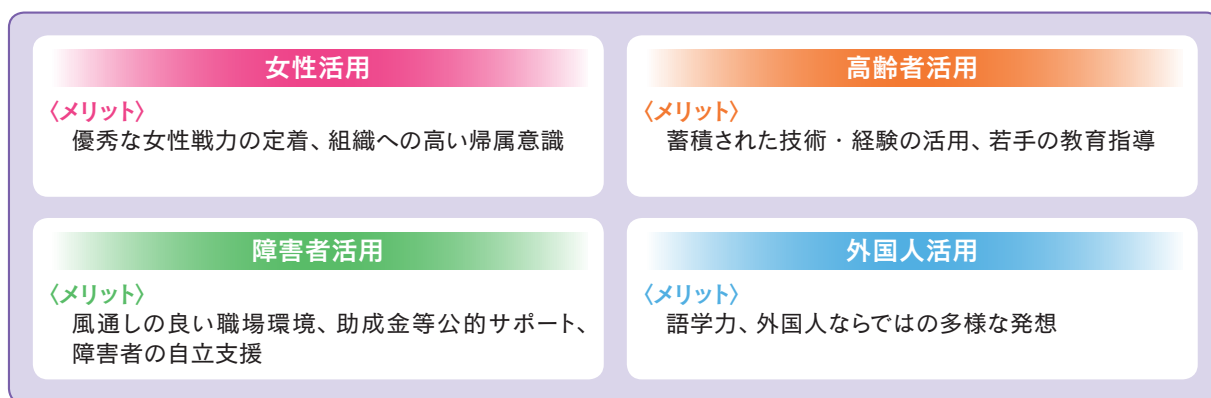 女性活用
〈メリット〉
優秀な女性戦力の定着、組織への高い帰属意識
高齢者活用
〈メリット〉
蓄積された技術・経験の活用、若手の教育指導
障害者活用
〈メリット〉
風通しの良い職場環境、助成金等公的サポート、
障害者の自立支援
外国人活用
〈メリット〉
語学力、外国人ならではの多様な発想